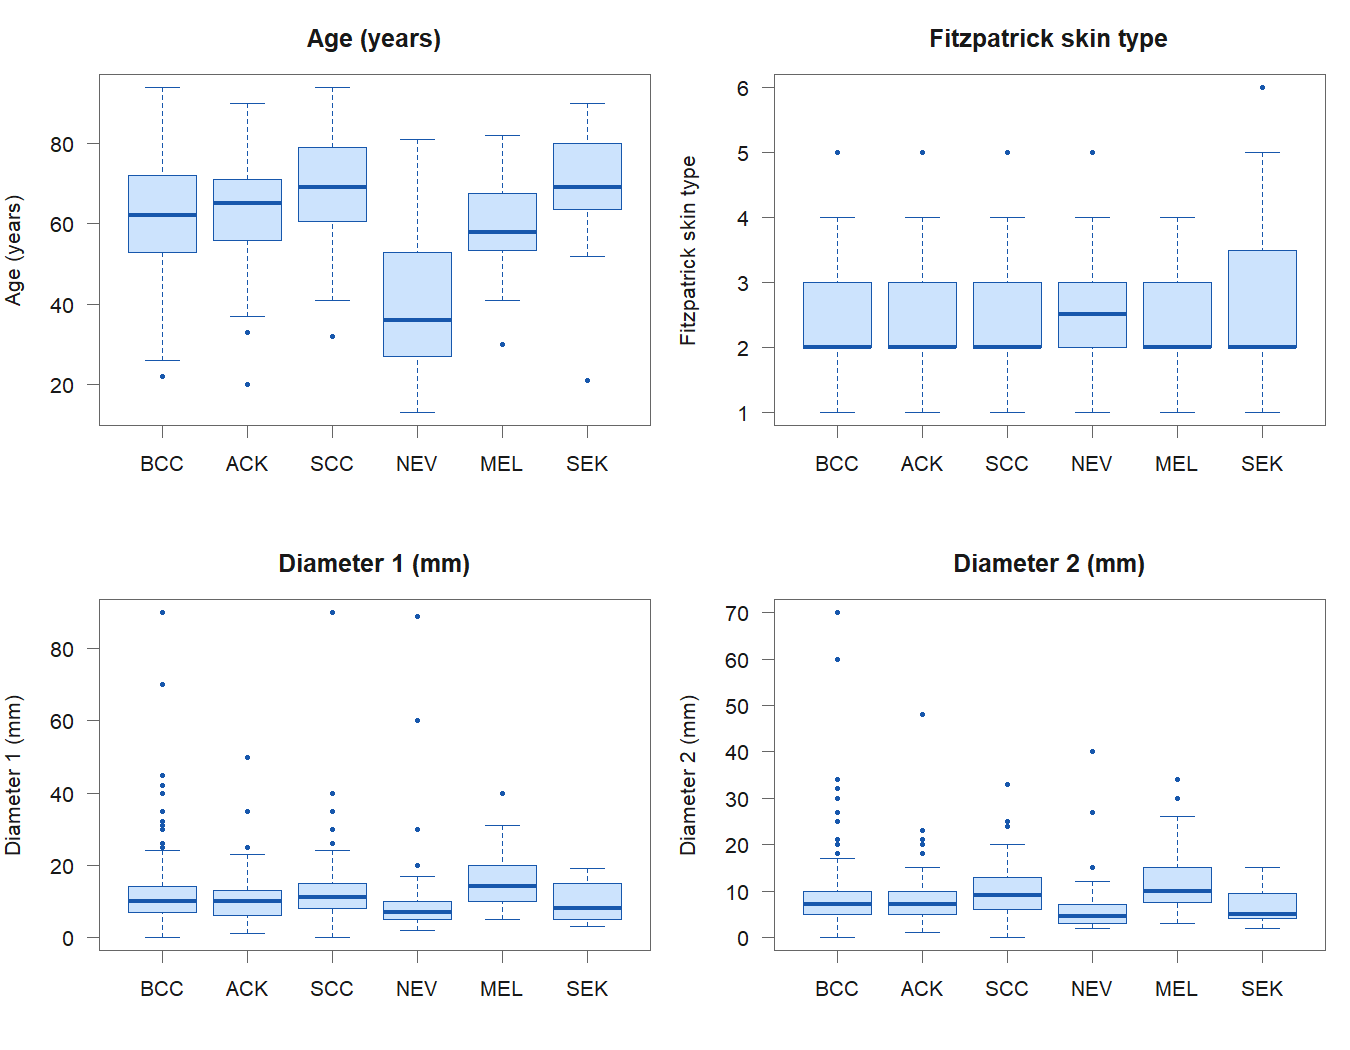 Age (years)
Age (years)
80
60
40
20
BCC ACK SCC NEV MEL SEK
Fitzpatrick skin type
Fitzpatrick skin type
6
5
4
3
2
1
BCC ACK SCC NEV MEL SEK
Diameter 1 (mm)
Diameter 1 (mm)
80
60
40
20
0
BCC ACK SCC NEV MEL SEK
Diameter 2 (mm)
Diameter 2 (mm)
70
60
50
40
30
20
10
0
BCC ACK SCC NEV MEL SEK